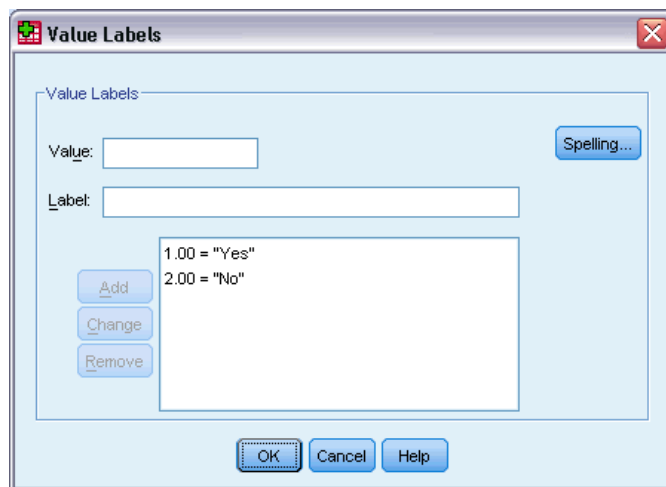 Value Labels
Value Labels
Value:
Spelling...
Label:
1.00 = "Yes"
2.00 = "No"
Add
Change
Remove
OK Cancel Help